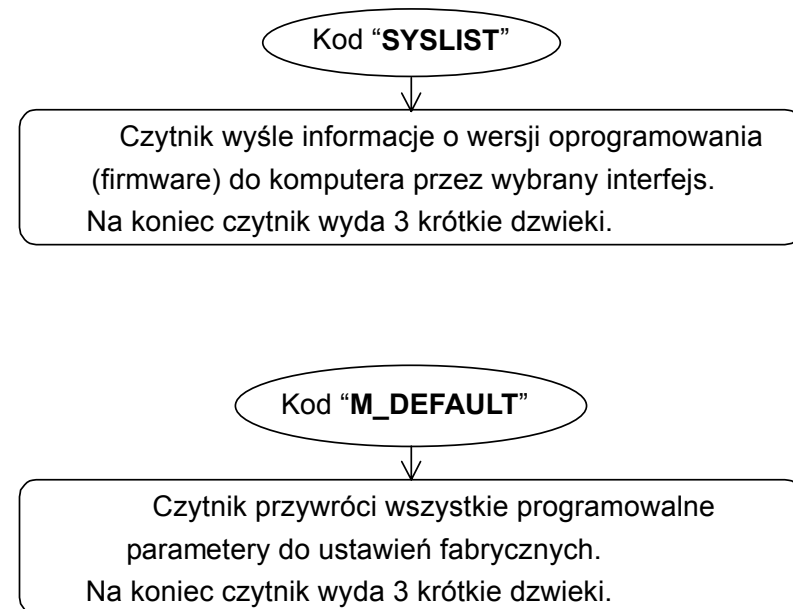 Kod “SYSLIST”
Czytnik wyśle informacje o wersji oprogramowania
(firmware) do komputera przez wybrany interfejs.
Na koniec czytnik wyda 3 krótkie dzwieki.
Kod “M_DEFAULT”
Czytnik przywróci wszystkie programowalne
parametery do ustawień fabrycznych.
Na koniec czytnik wyda 3 krótkie dzwieki.